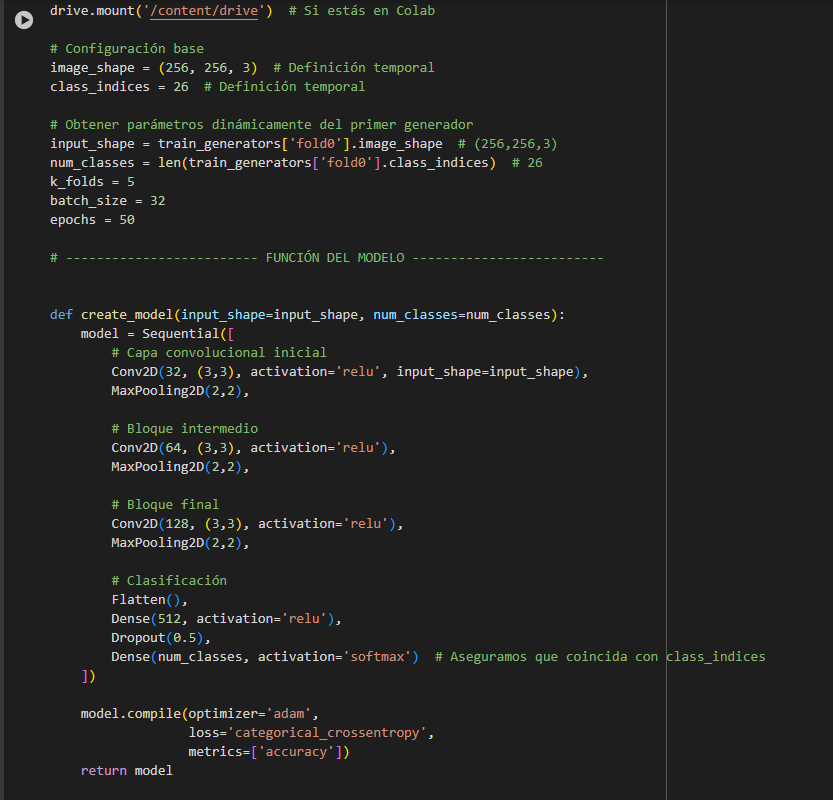 drive.mount('/content/drive')  # Si estás en Colab
# Configuración base
image_shape = (256, 256, 3)  # Definición temporal
class_indices = 26  # Definición temporal
# Obtener parámetros dinámicamente del primer generador
input_shape = train_generators['fold0'].image_shape  # (256,256,3)
num_classes = len(train_generators['fold0'].class_indices)  # 26
k_folds = 5
batch_size = 32
epochs = 50
# ------------------------- FUNCIÓN DEL MODELO -------------------------
def create_model(input_shape=input_shape, num_classes=num_classes):
    model = Sequential([
        # Capa convolucional inicial
        Conv2D(32, (3,3), activation='relu', input_shape=input_shape),
        MaxPooling2D(2,2),
        # Bloque intermedio
        Conv2D(64, (3,3), activation='relu'),
        MaxPooling2D(2,2),
        # Bloque final
        Conv2D(128, (3,3), activation='relu'),
        MaxPooling2D(2,2),
        # Clasificación
        Flatten(),
        Dense(512, activation='relu'),
        Dropout(0.5),
        Dense(num_classes, activation='softmax')  # Aseguramos que coincida con class_indices
    ])
    model.compile(optimizer='adam',
                  loss='categorical_crossentropy',
                  metrics=['accuracy'])
    return model